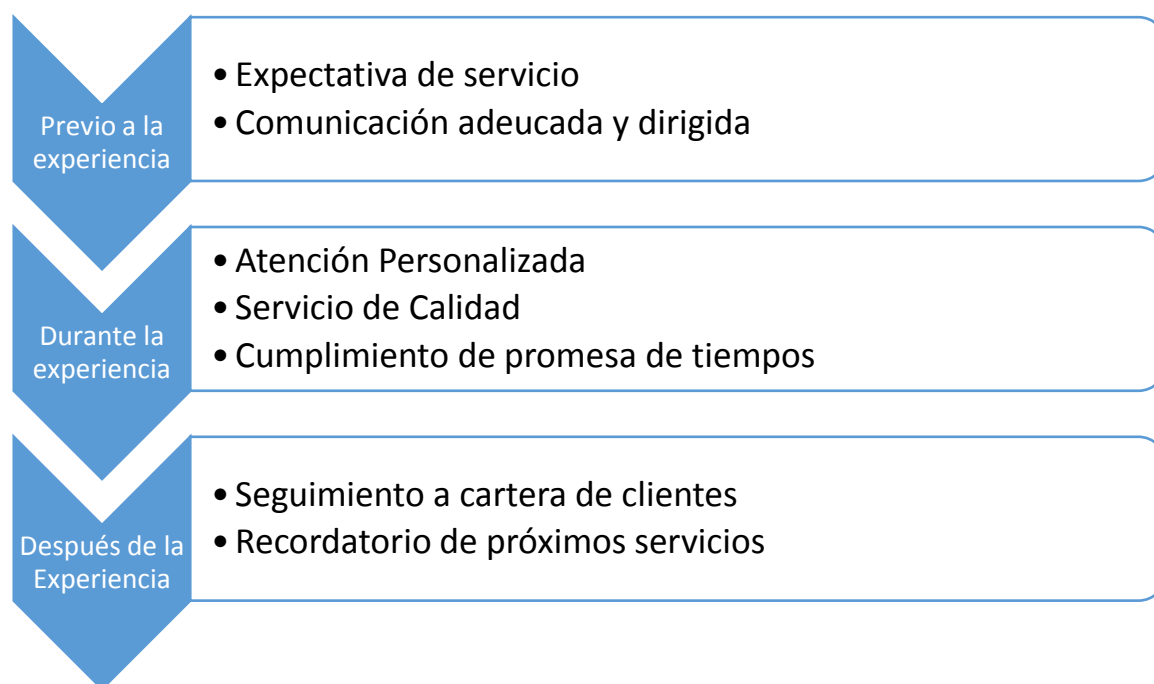 Previo a la
experiencia
• Expectativa de servicio
• Comunicación adeucada y dirigida
Durante la
experiencia
• Atención Personalizada
• Servicio de Calidad
• Cumplimiento de promesa de tiempos
Después de la
Experiencia
• Seguimiento a cartera de clientes
• Recordatorio de próximos servicios